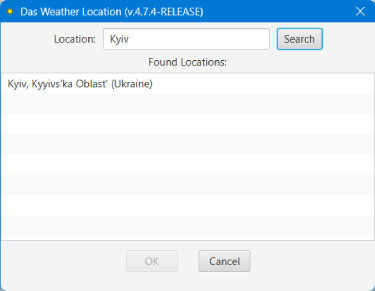 Das Weather Location (v.4.7.4-RELEASE)
Location: Kyiv Search
Found Locations:
Kyiv, Kyyivs'ka Oblast' (Ukraine)
OK Cancel